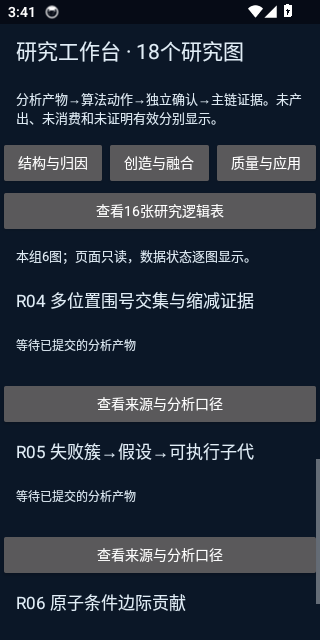 3:41
研究工作台 · 18个研究图
分析产物→算法动作→独立确认→主链证据。未产
出、未消费和未证明有效分别显示。
结构与归因 创造与融合 质量与应用
查看16张研究逻辑表
本组6图；页面只读，数据状态逐图显示。
R04 多位置围号交集与缩减证据
等待已提交的分析产物
查看来源与分析口径
R05 失败簇→假设→可执行子代
等待已提交的分析产物
查看来源与分析口径
R06 原子条件边际贡献